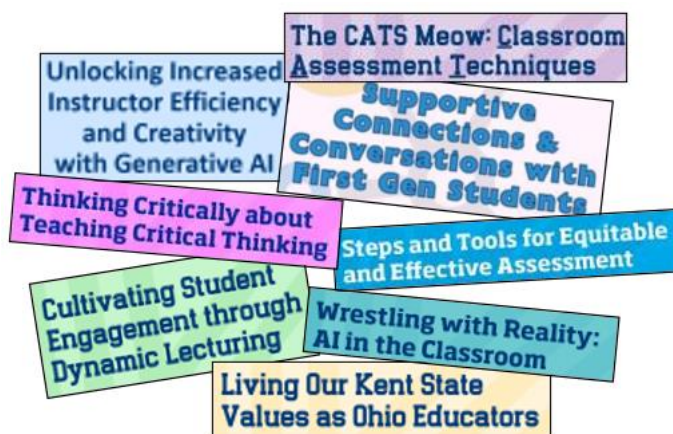 The CATS Meow: Classroom
Assessment Techniques
Unlocking Increased
Instructor Efficiency
and Creativity
with Generative AI
Supportive
Connections &
Conversations with
First Gen Students
Thinking Critically about
Teaching Critical Thinking
Steps and Tools for Equitable
and Effective Assessment
Cultivating Student
Engagement through
Dynamic Lecturing
Wrestling with Reality:
AI in the Classroom
Living Our Kent State
Values as Ohio Educators